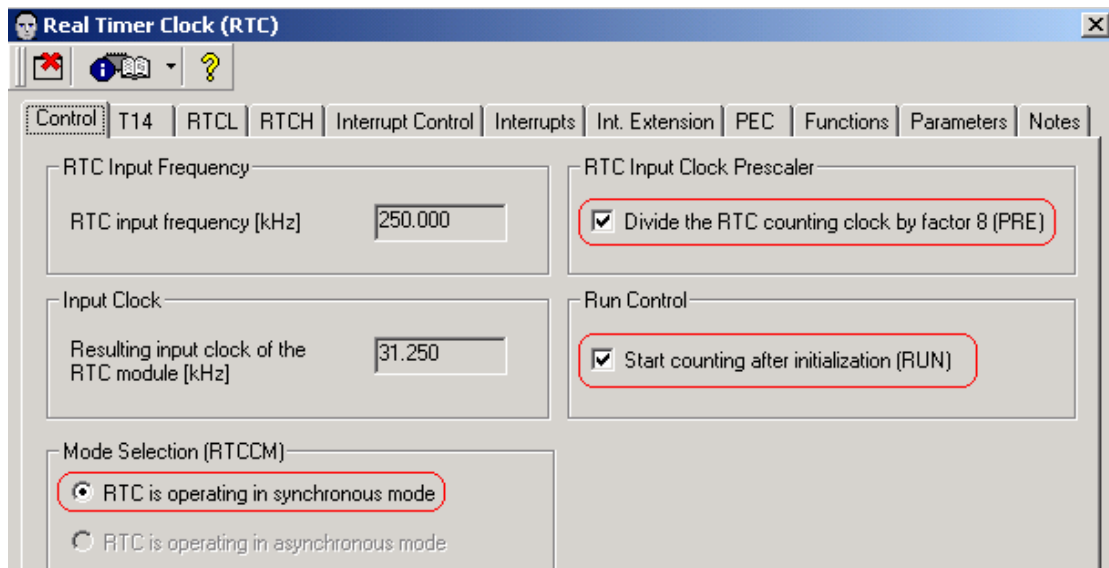 Real Timer Clock (RTC)
Control T14 RTCL RTCH Interrupt Control Interrupts Int. Extension PEC Functions Parameters Notes
RTC Input Frequency
RTC input frequency [kHz] 250.000
RTC Input Clock Prescaler
Divide the RTC counting clock by factor 8 (PRE)
Input Clock
Resulting input clock of the
RTC module [kHz]
31.250
Run Control
Start counting after initialization (RUN)
Mode Selection (RTCCM)
RTC is operating in synchronous mode
RTC is operating in asynchronous mode